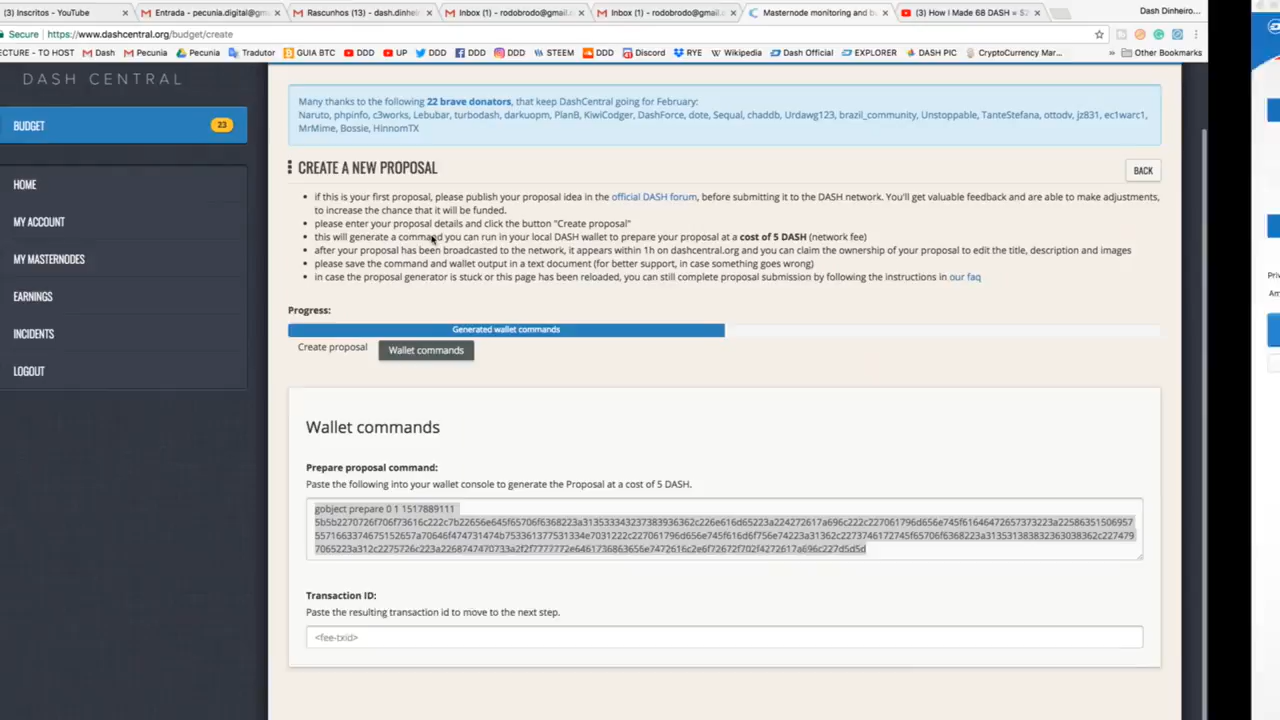 (3) Inscritos - YouTube
Entrada - pecunia.digital@gm
Rascunhos (13) - dash.dinhei
Inbox (1) - rodobrodo@gmail.c
Inbox (1) - rodobrodo@gmail.c
Masternode monitoring and b
(3) How I Made 68 DASH = $2
Dash Dinheiro...
Secure
https://www.dashcentral.org/budget/create
ECTURE - TO HOST
Dash
Pecunia
Pecunia
Tradutor
GUIA BTC
DDD
UP
DDD
DDD
DDD
STEEM
DDD
Discord
RYE
Wikipedia
Dash Official
EXPLORER
DASH PIC
CryptoCurrency Mar...
»
Other Bookmarks
DASH CENTRAL
BUDGET
23
HOME
MY ACCOUNT
MY MASTERNODES
EARNINGS
INCIDENTS
LOGOUT
Many thanks to the following 22 brave donators, that keep DashCentral going for February:
Naruto, phpinfo, c3works, Lebubar, turbodash, darkuopm, PlanB, KiwiCodger, DashForce, dote, Sequal, chaddb, Urdawg123, brazil_community, Unstoppable, TanteStefana, ottodv, jz831, ec1warc1,
MrMime, Bossie, HinnomTX
CREATE A NEW PROPOSAL
BACK
if this is your first proposal, please publish your proposal idea in the official DASH forum, before submitting it to the DASH network. You'll get valuable feedback and are able to make adjustments,
to increase the chance that it will be funded.
please enter your proposal details and click the button "Create proposal"
this will generate a command you can run in your local DASH wallet to prepare your proposal at a cost of 5 DASH (network fee)
after your proposal has been broadcasted to the network, it appears within 1h on dashcentral.org and you can claim the ownership of your proposal to edit the title, description and images
please save the command and wallet output in a text document (for better support, in case something goes wrong)
in case the proposal generator is stuck or this page has been reloaded, you can still complete proposal submission by following the instructions in our faq
Progress:
Generated wallet commands
Create proposal
Wallet commands
Wallet commands
Prepare proposal command:
Paste the following into your wallet console to generate the Proposal at a cost of 5 DASH.
gobject prepare 0 1 1517889111
Transaction ID:
Paste the resulting transaction id to move to the next step.
<fee-txid>
Priv
Am